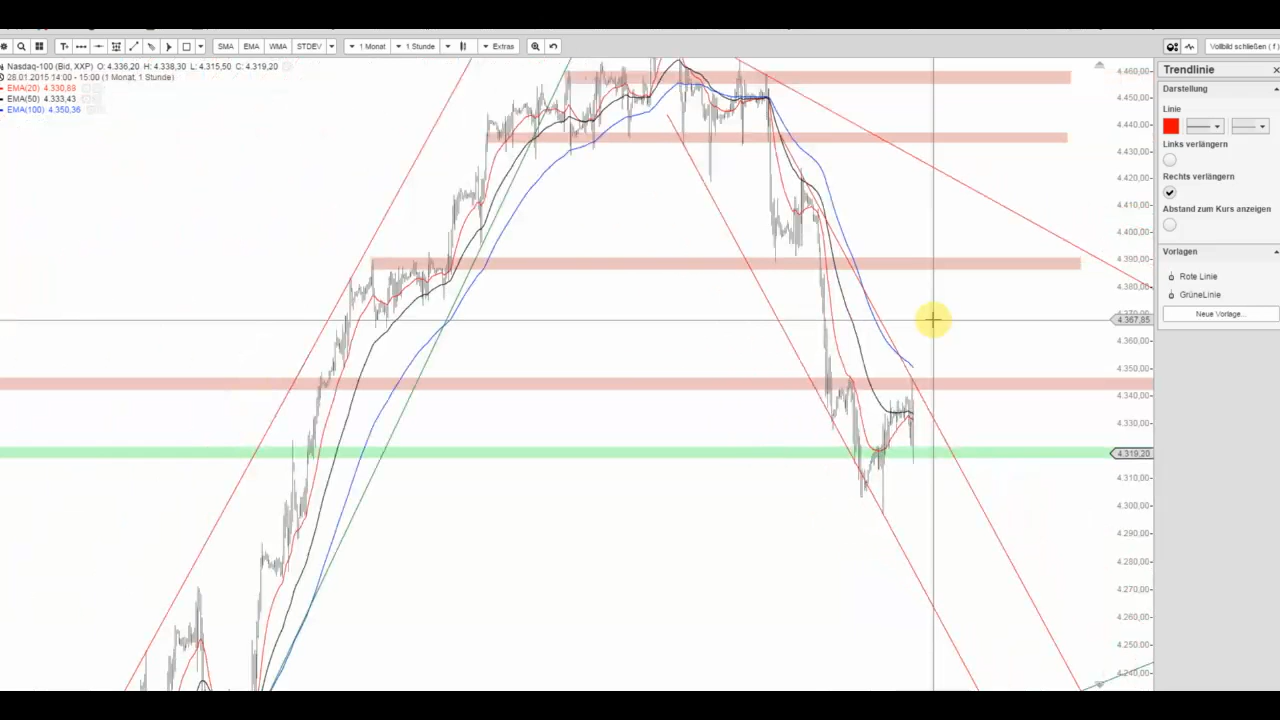 SMA EMA WMA STDEV 1 Monat 1 Stunde Extras Vollbild schließen ( f )
Nasdaq-100 (Bid, XXP) O: 4.336,20 H: 4.338,30 L: 4.315,50 C: 4.319,20
28.01.2015 14:00 - 15:00 (1 Monat, 1 Stunde)
EMA(20) 4.330,89
EMA(50) 4.333,43
EMA(100) 4.350,36
4.460,00
4.450,00
4.440,00
4.430,00
4.420,00
4.410,00
4.400,00
4.390,00
4.380,00
4.370,00
4.367,85
4.360,00
4.350,00
4.340,00
4.330,00
4.319,20
4.310,00
4.300,00
4.290,00
4.280,00
4.270,00
4.260,00
4.250,00
4.240,00
Trendlinie
Darstellung
Linie
Links verlängern
Rechts verlängern
Abstand zum Kurs anzeigen
Vorlagen
Rote Linie
GrüneLinie
Neue Vorlage...